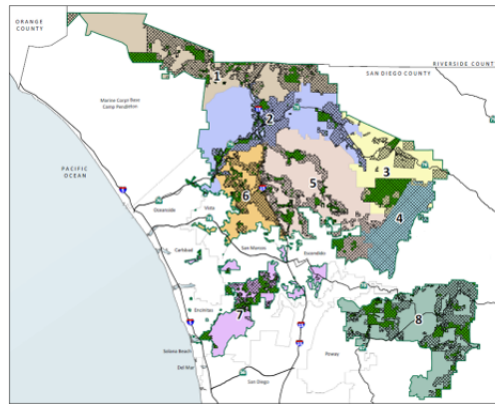 ORANGE
COUNTY
RIVERSIDE COUNT
SAN DIEGO COUNTY
1
Marine Corps Base
Camp Pendleton
2
PACIFIC
OCEAN
3
5
4
6
Oceanside
Vista
Carlsbad
San Marcos
Escondido
Encinitas
7
8
Solana Beach
Del Mar
Poway
San Diego